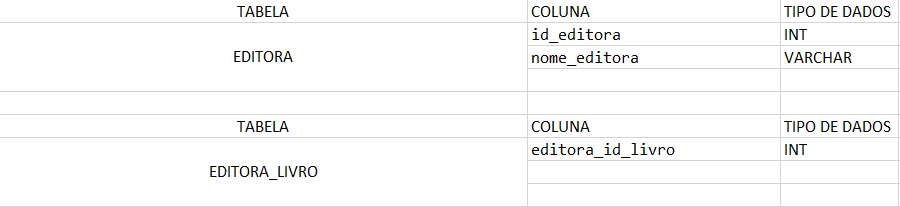 TABELA COLUNA TIPO DE DADOS
id_editora INT
EDITORA nome_editora VARCHAR
TABELA COLUNA TIPO DE DADOS
editora_id_livro INT
EDITORA_LIVRO